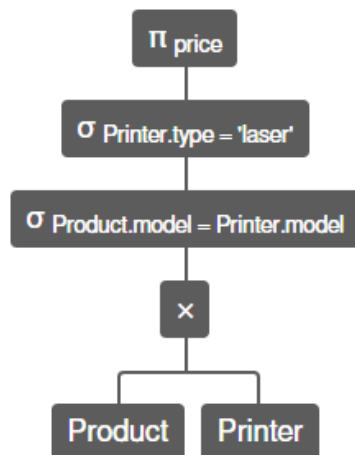 π price
σ Printer.type = 'laser'
σ Product.model = Printer.model
×
Product Printer